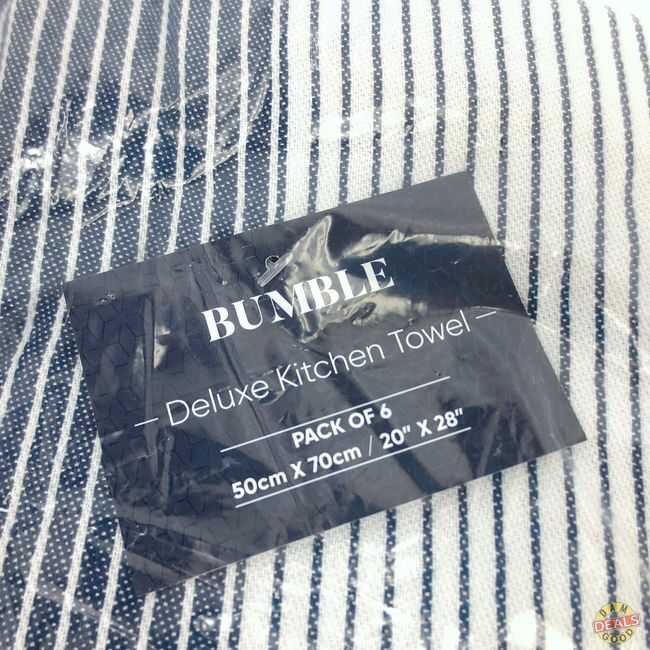 BUMBLE
— Deluxe Kitchen Towel —
PACK OF 6
50cm X 70cm / 20" X 28"
DAM
DEALS
GOOD